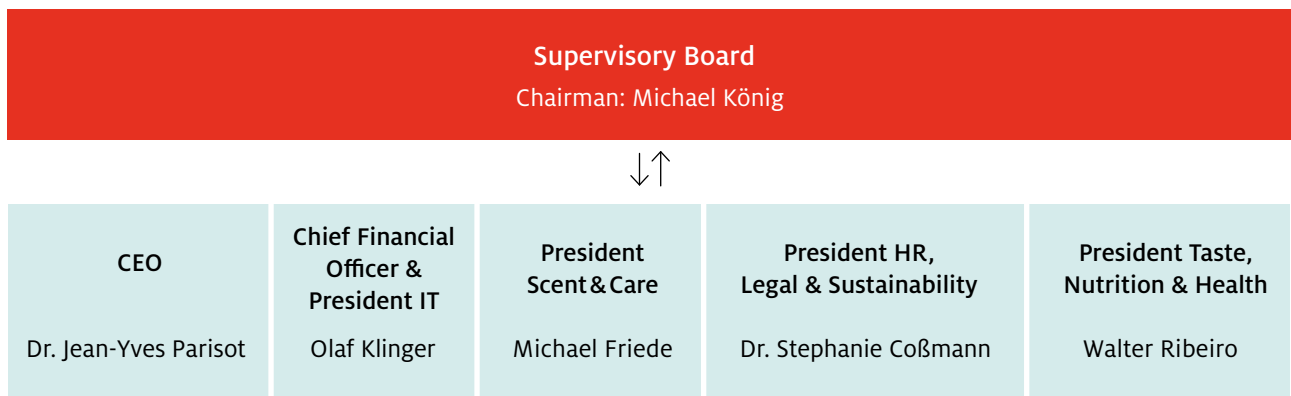 Supervisory Board
Chairman: Michael König
CEO
Dr. Jean-Yves Parisot
Chief Financial
Officer &
President IT
Olaf Klinger
President
Scent & Care
Michael Friede
President HR,
Legal & Sustainability
Dr. Stephanie Coßmann
President Taste,
Nutrition & Health
Walter Ribeiro